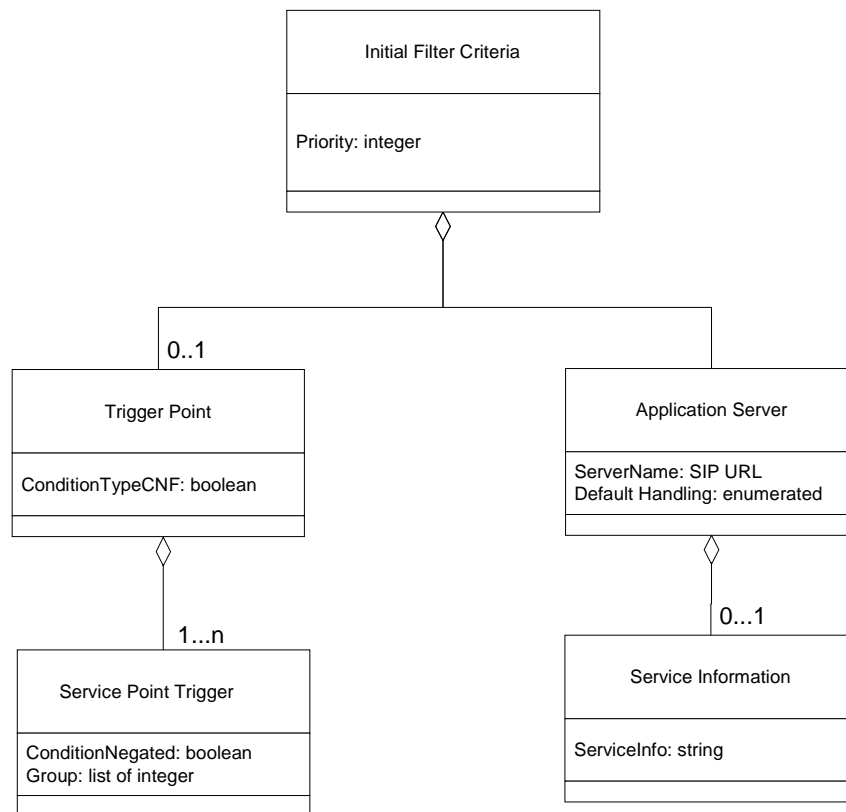 Initial Filter Criteria
Priority: integer
0..1
Trigger Point
ConditionTypeCNF: boolean
Application Server
ServerName: SIP URL
Default Handling: enumerated
1...n
Service Point Trigger
ConditionNegated: boolean
Group: list of integer
0...1
Service Information
ServiceInfo: string